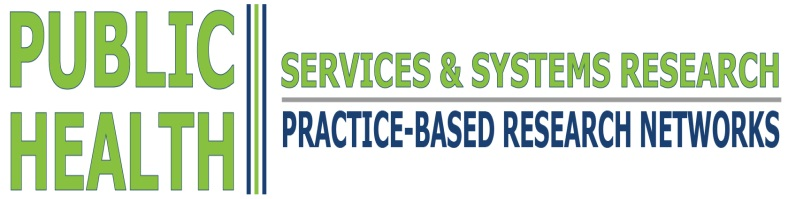 PUBLIC
HEALTH
SERVICES & SYSTEMS RESEARCH
PRACTICE-BASED RESEARCH NETWORKS